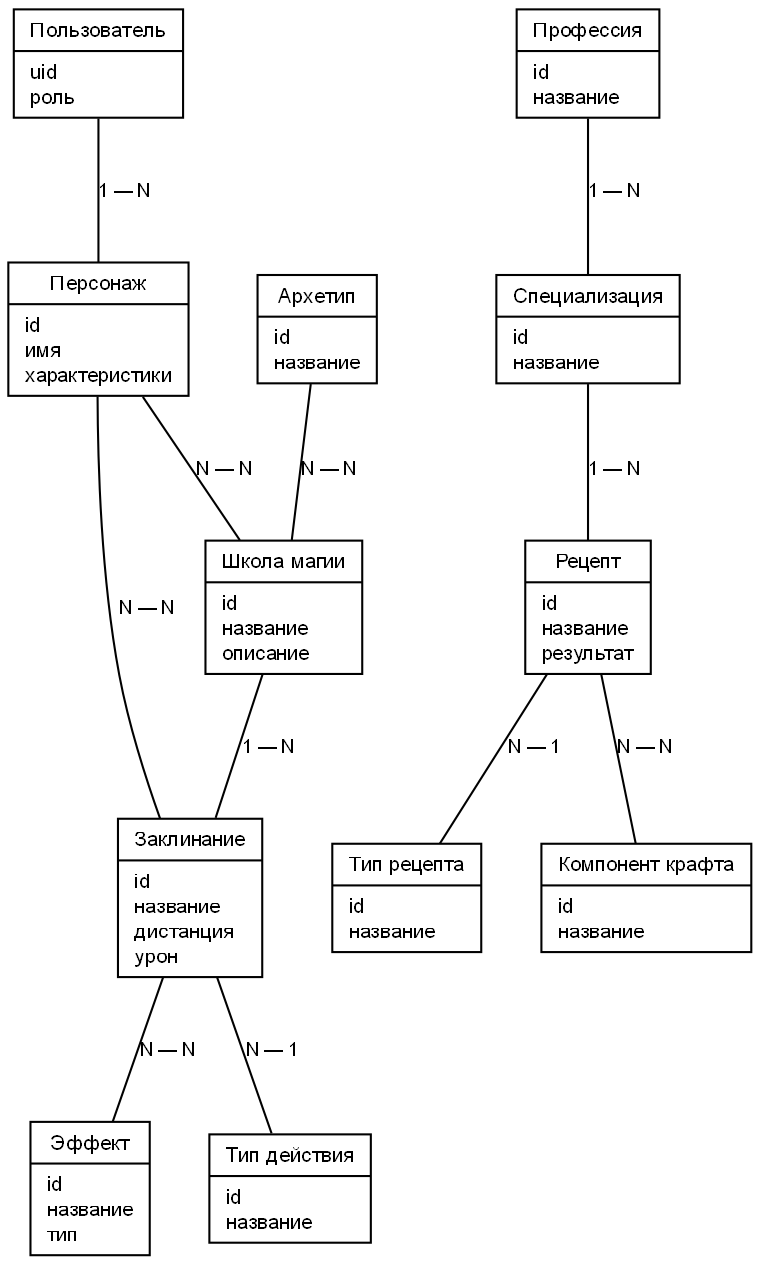 Пользователь
uid
роль
Профессия
id
название
1 — N
1 — N
Персонаж
id
имя
характеристики
Архетип
id
название
Специализация
id
название
N — N
N — N
1 — N
Школа магии
id
название
описание
Рецепт
id
название
результат
N — N
1 — N
N — 1
N — N
Заклинание
id
название
дистанция
урон
Тип рецепта
id
название
Компонент крафта
id
название
N — N
N — 1
Эффект
id
название
тип
Тип действия
id
название